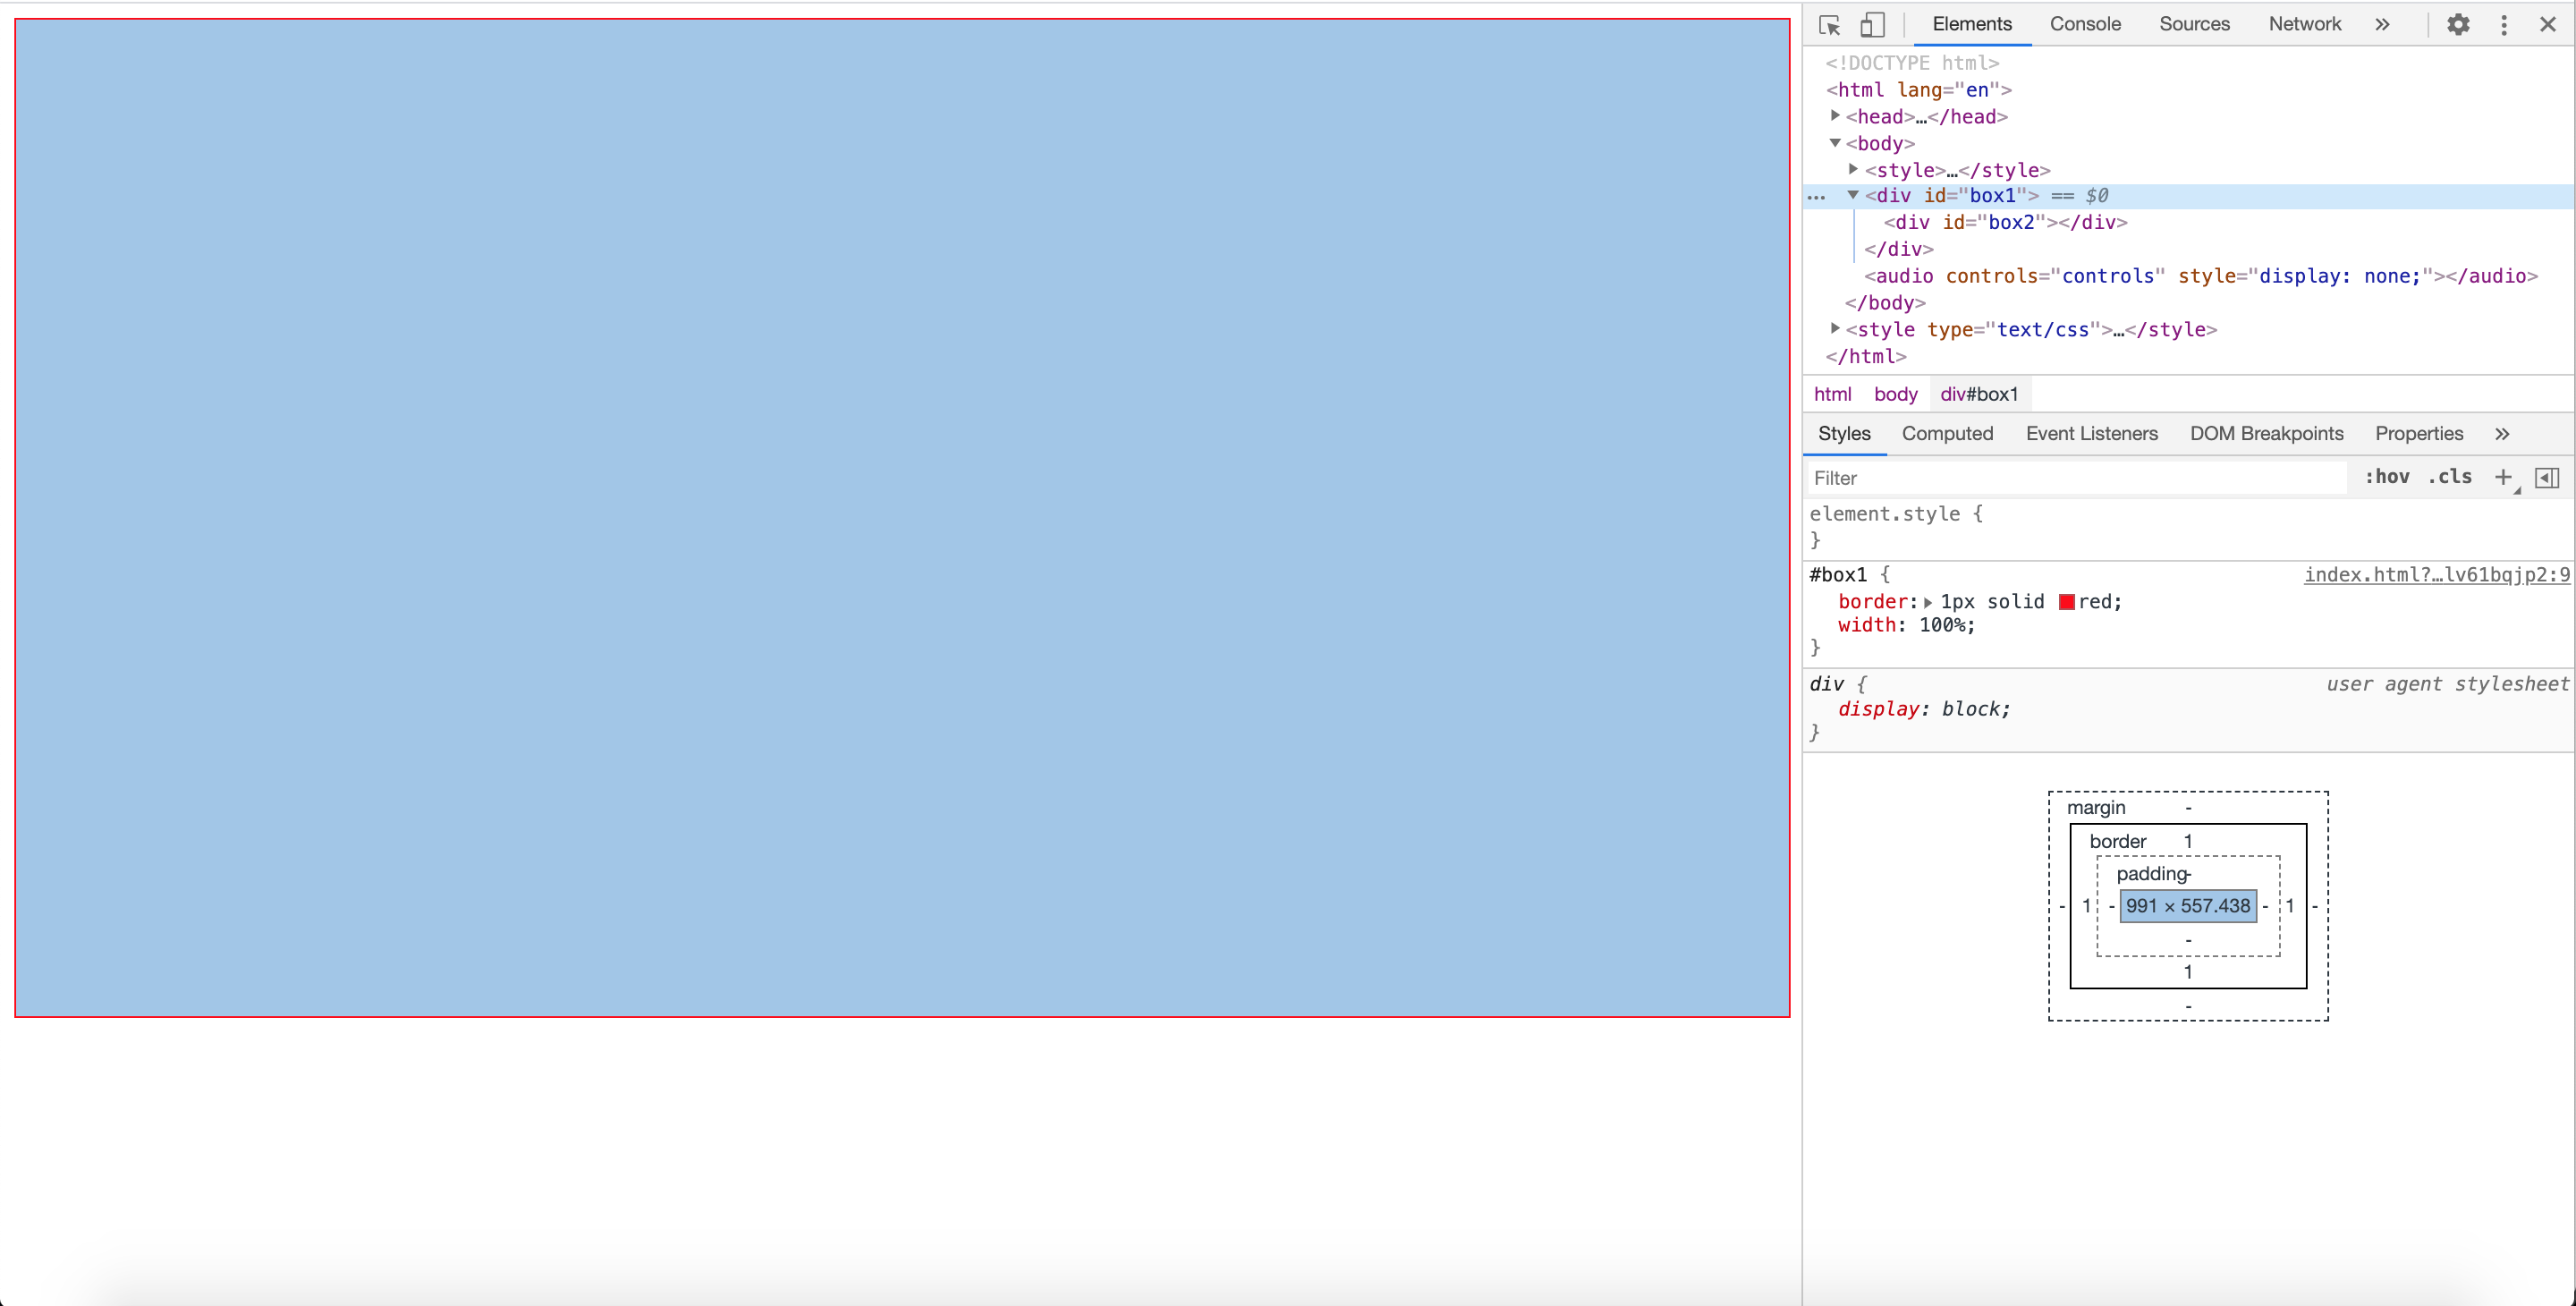 Elements Console Sources Network »
<!DOCTYPE html>
<html lang="en">
<head>…</head>
<body>
<style>…</style>
… <div id="box1"> == $0
<div id="box2"></div>
</div>
<audio controls="controls" style="display: none;"></audio>
</body>
<style type="text/css">…</style>
</html>
html body div#box1
Styles Computed Event Listeners DOM Breakpoints Properties »
Filter :hov .cls +
element.style {
}
#box1 { index.html?…lv61bqjp2:9
border: 1px solid red;
width: 100%;
}
div { user agent stylesheet
display: block;
}
margin -
border 1
padding-
- 1 - 991 × 557.438 - 1 -
-
1
-